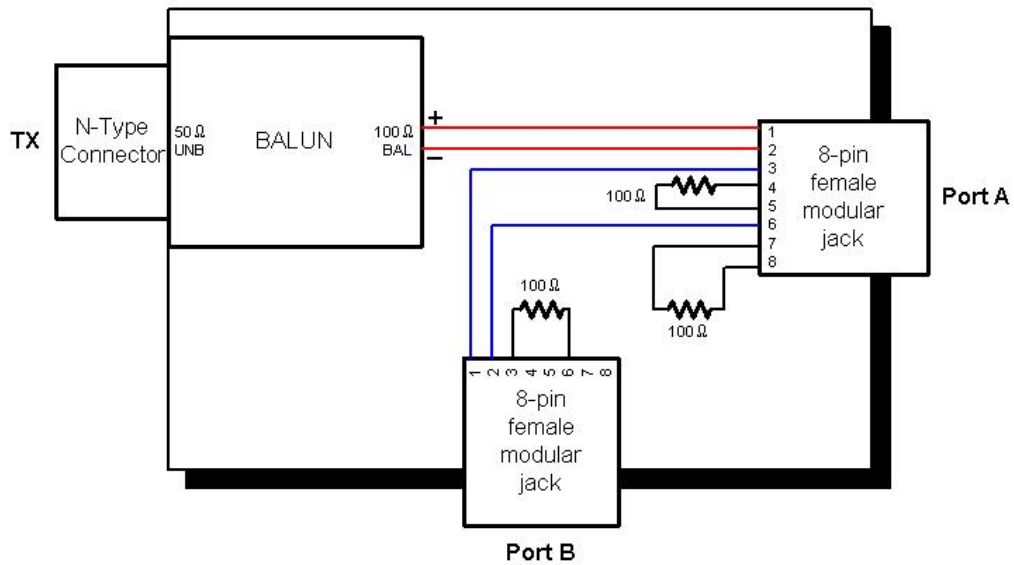 TX
N-Type
Connector
50 Ω
UNB
BALUN
100 Ω
BAL
+
−
1
2
3
4
5
6
7
8
8-pin
female
modular
jack
Port A
100 Ω
100 Ω
100 Ω
1 2 3 4 5 6 7 8
8-pin
female
modular
jack
Port B